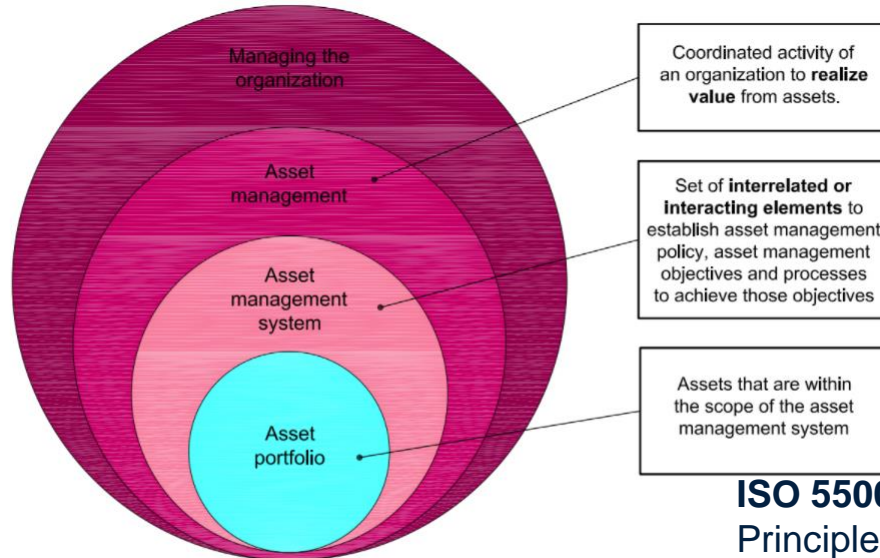 Managing the
organization
Asset
management
Asset
management
system
Asset
portfolio
Coordinated activity of
an organization to realize
value from assets.
Set of interrelated or
interacting elements to
establish asset management
policy, asset management
objectives and processes
to achieve those objectives
Assets that are within
the scope of the asset
management system
ISO
Principle